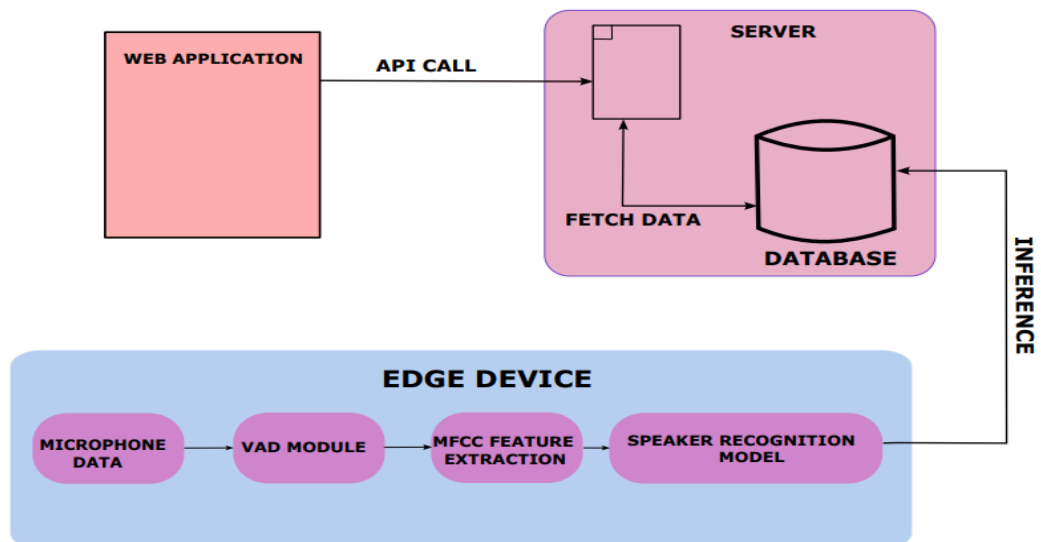 WEB APPLICATION
API CALL
SERVER
FETCH DATA
DATABASE
INFERENCE
EDGE DEVICE
MICROPHONE
DATA
VAD MODULE
MFCC FEATURE
EXTRACTION
SPEAKER RECOGNITION
MODEL